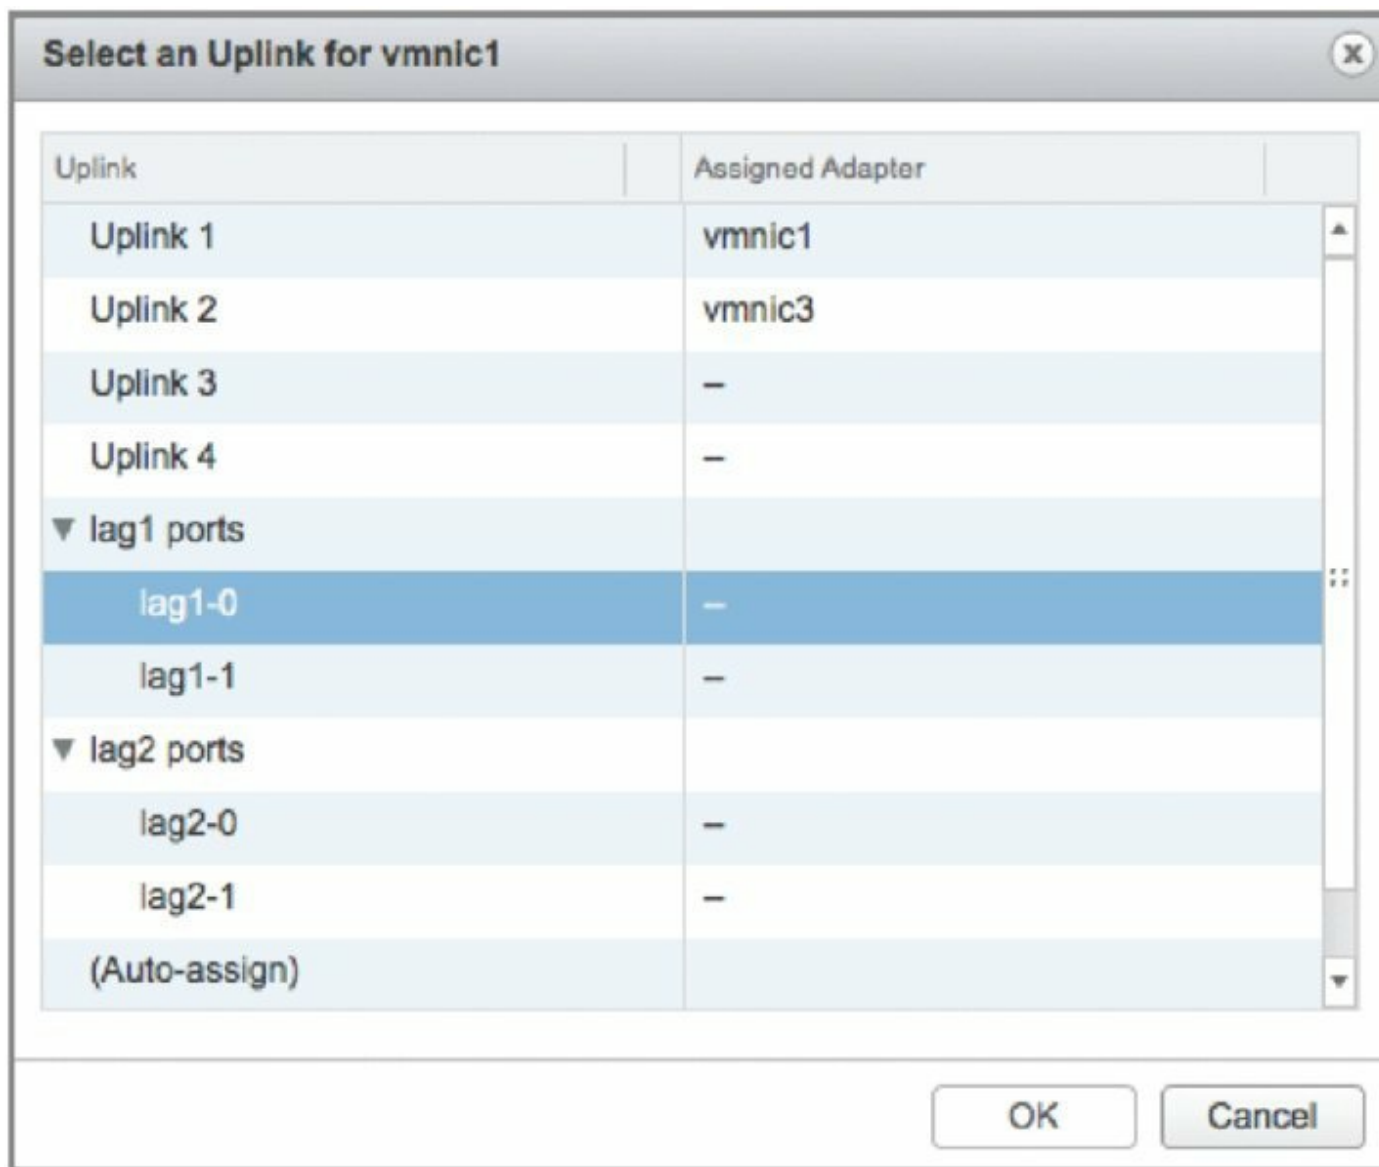 Select an Uplink for vmnic1
Uplink Assigned Adapter
Uplink 1 vmnic1
Uplink 2 vmnic3
Uplink 3 –
Uplink 4 –
lag1 ports
lag1-0 –
lag1-1 –
lag2 ports
lag2-0 –
lag2-1 –
(Auto-assign)
OK Cancel